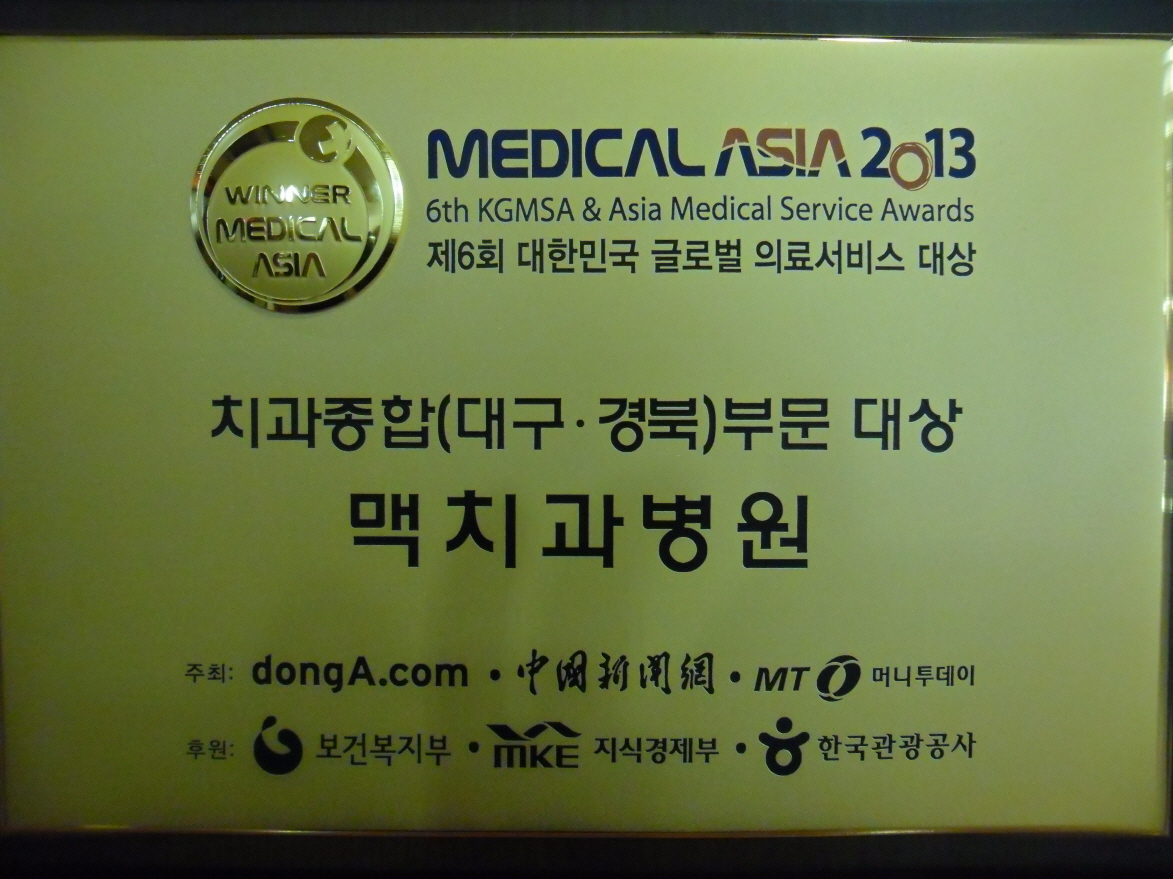 WINNER
MEDICAL
ASIA
MEDICAL ASIA 2013
6th KGMSA & Asia Medical Service Awards
제6회 대한민국 글로벌 의료서비스 대상
치과종합(대구·경북)부문 대상
맥치과병원
주최: dongA.com · 中國新聞網 · MT 머니투데이
후원: 보건복지부 · MKE 지식경제부 · 한국관광공사